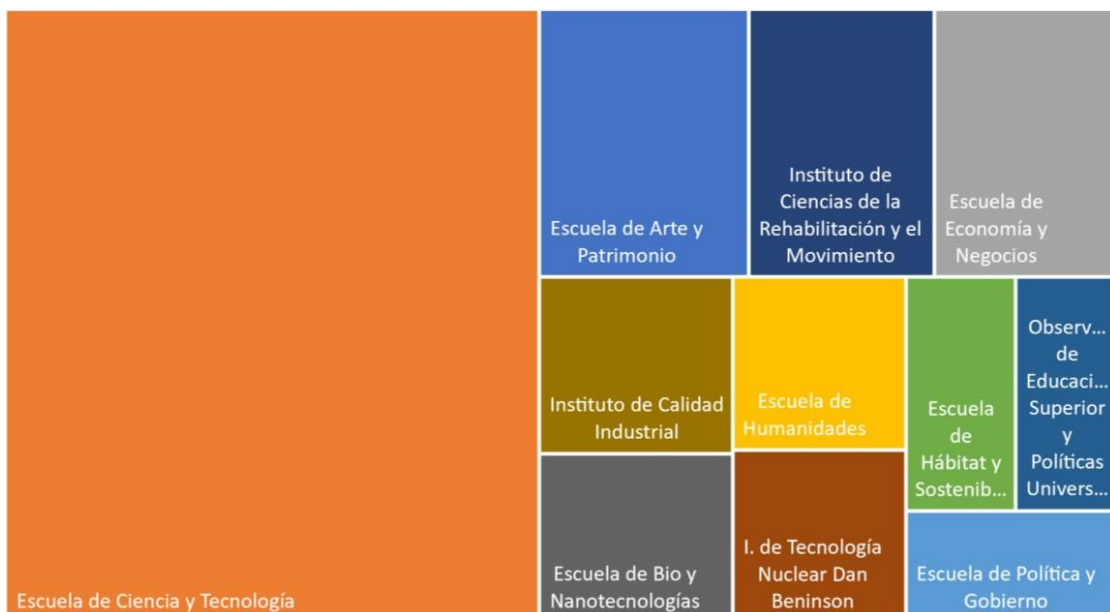 Escuela de Ciencia y Tecnología
Escuela de Arte y
Patrimonio
Instituto de
Ciencias de la
Rehabilitación y el
Movimiento
Escuela de
Economía y
Negocios
Instituto de Calidad
Industrial
Escuela de
Humanidades
Escuela
de
Hábitat y
Sostenib...
Observ...
de
Educaci...
Superior
y
Políticas
Univers...
Escuela de Bio y
Nanotecnologías
I. de Tecnología
Nuclear Dan
Beninson
Escuela de Política y
Gobierno